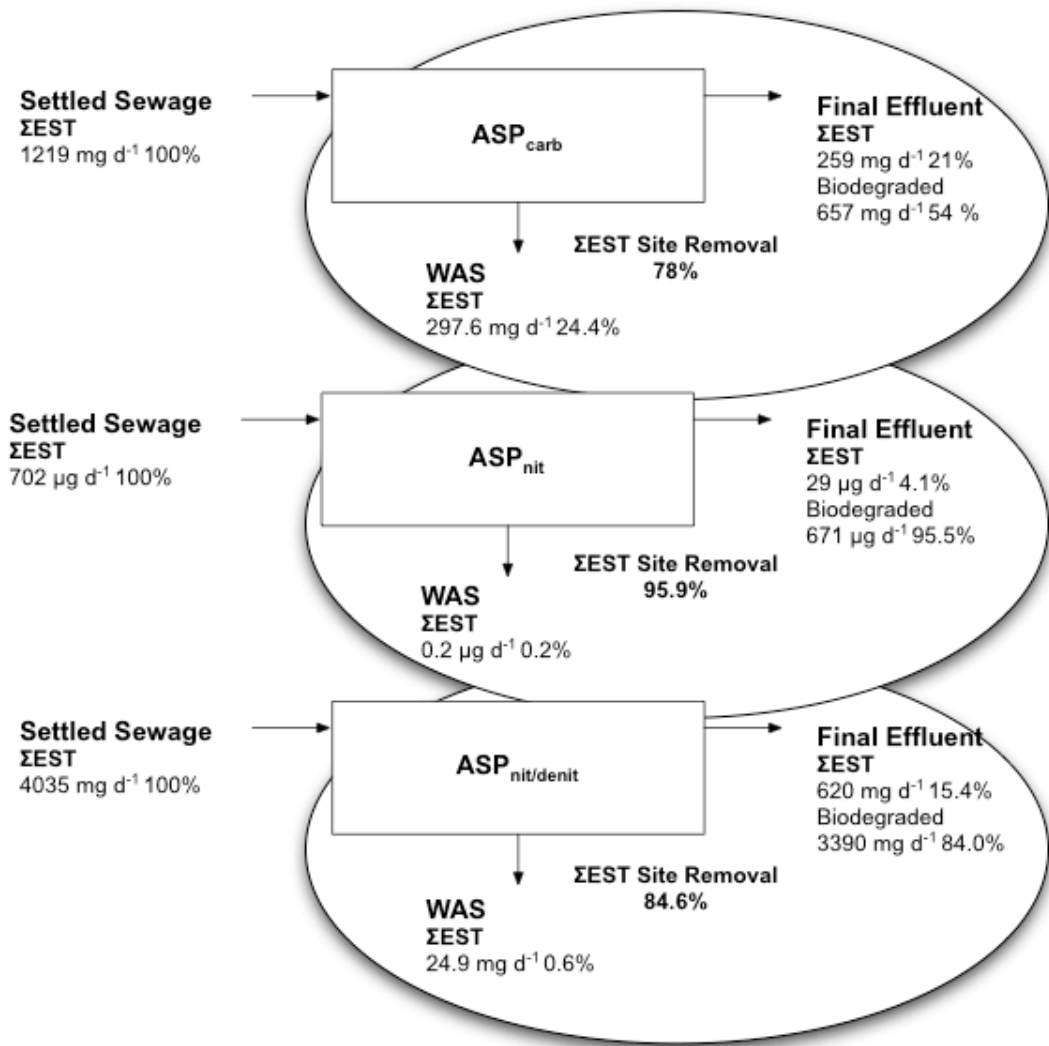 Settled Sewage
ΣEST
1219 mg d-1 100%
ASPcarb
Final Effluent
ΣEST
259 mg d-1 21%
Biodegraded
657 mg d-1 54 %
ΣEST Site Removal
78%
WAS
ΣEST
297.6 mg d-1 24.4%
Settled Sewage
ΣEST
702 µg d-1 100%
ASPnit
Final Effluent
ΣEST
29 µg d-1 4.1%
Biodegraded
671 µg d-1 95.5%
ΣEST Site Removal
95.9%
WAS
ΣEST
0.2 µg d-1 0.2%
Settled Sewage
ΣEST
4035 mg d-1 100%
ASPnit/denit
Final Effluent
ΣEST
620 mg d-1 15.4%
Biodegraded
3390 mg d-1 84.0%
ΣEST Site Removal
84.6%
WAS
ΣEST
24.9 mg d-1 0.6%